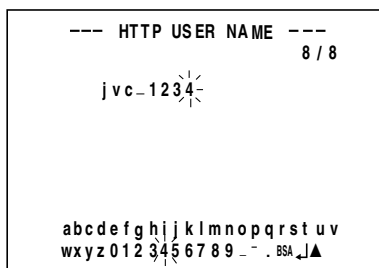 --- HTTP USER NAME ---
8 / 8
jvc_1234
abcdefghijklmnopqrstuv
wxyz0123456789_-. BSA ↲▲